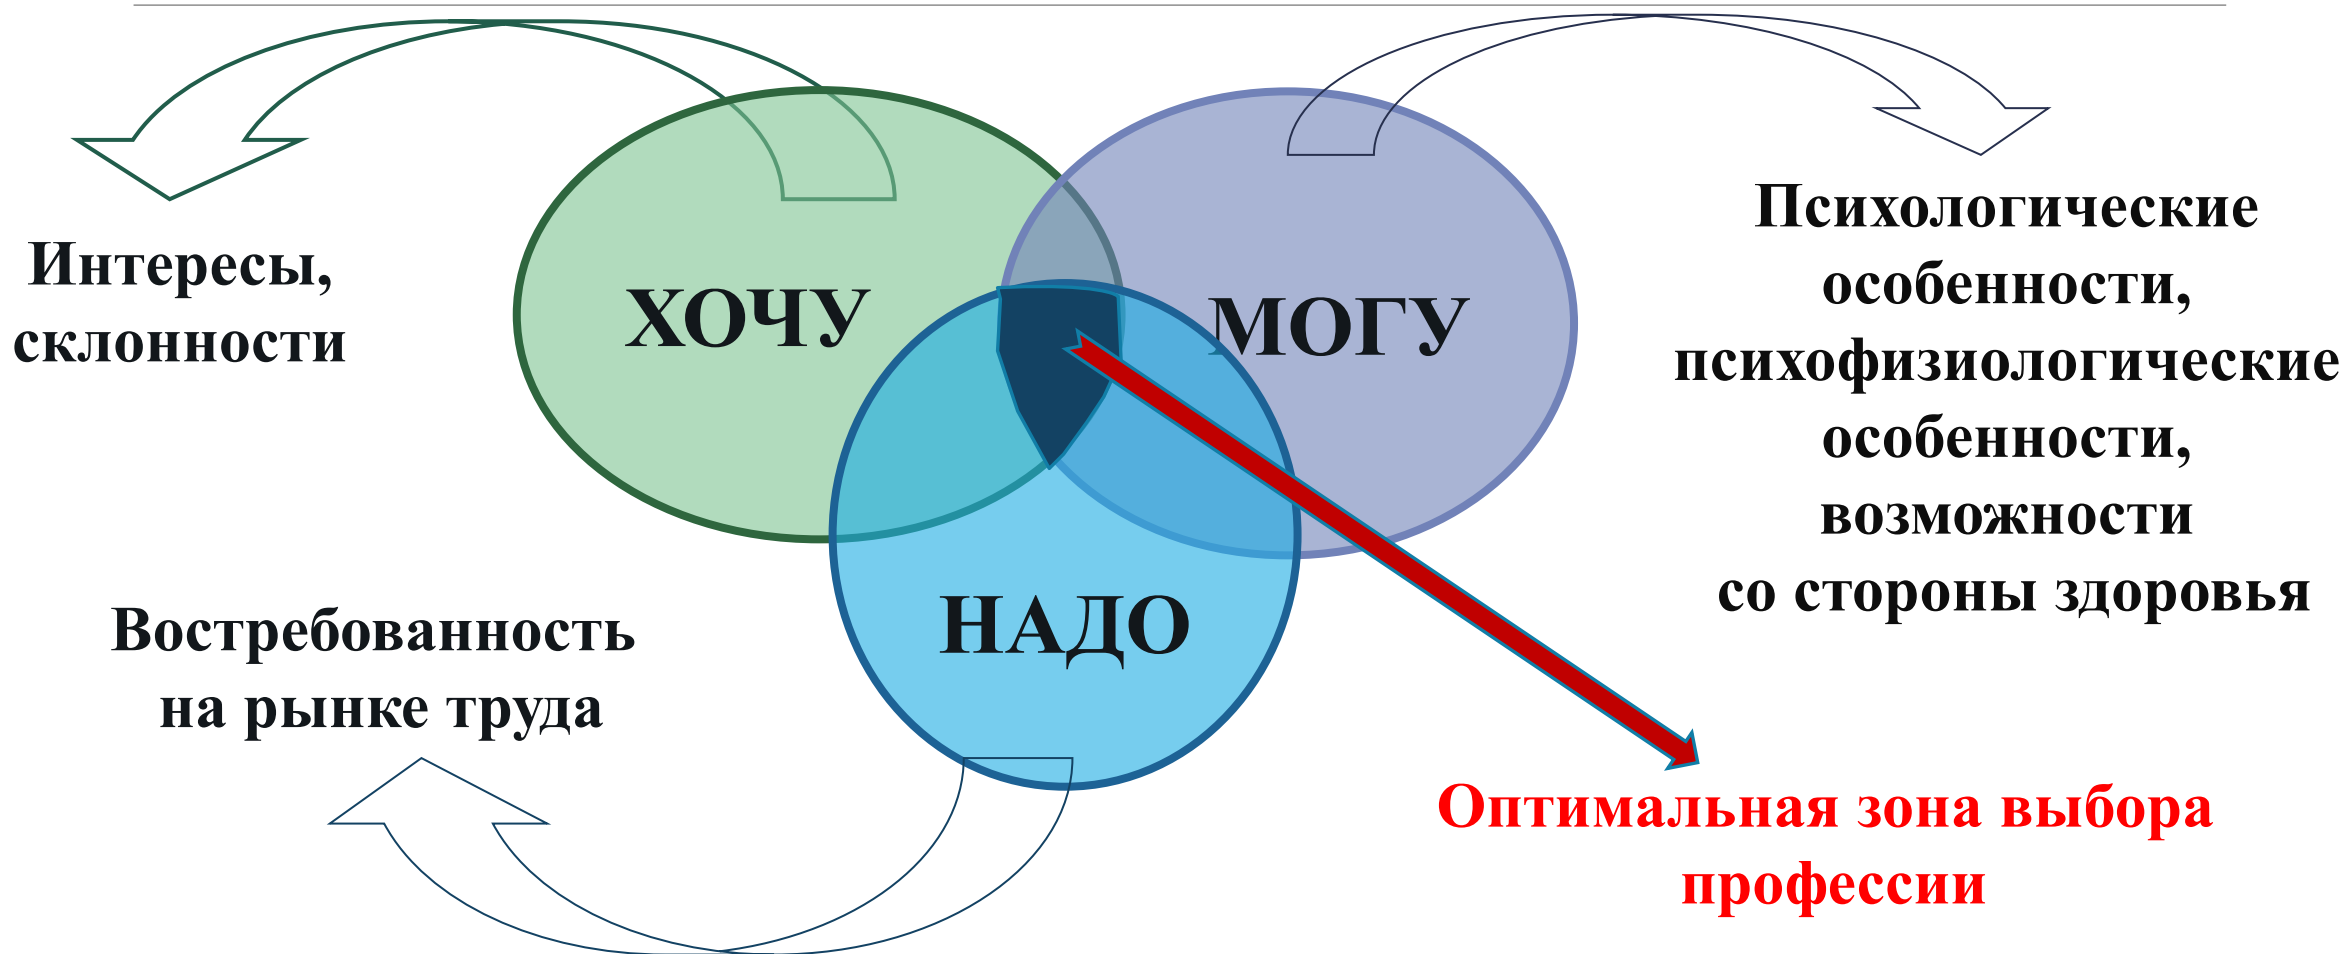 Интересы,
склонности
ХОЧУ
МОГУ
НАДО
Психологические
особенности,
психофизиологические
особенности,
возможности
со стороны здоровья
Востребованность
на рынке труда
Оптимальная зона выбора
профессии